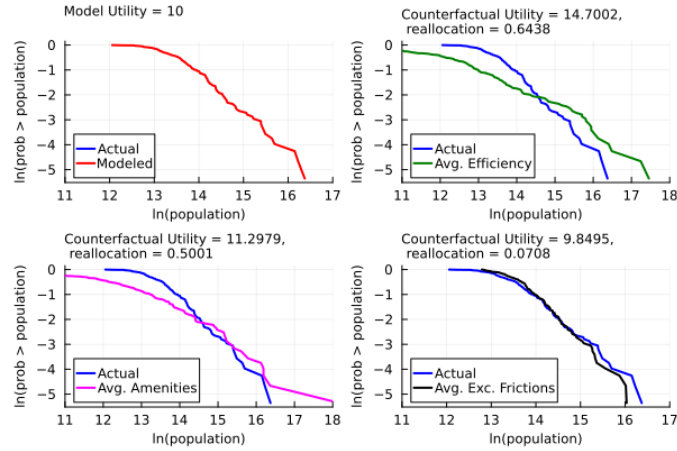 Model Utility = 10
ln(prob > population)
0
−1
−2
−3
−4
−5
Actual
Modeled
11 12 13 14 15 16 17
ln(population)
Counterfactual Utility = 14.7002,
reallocation = 0.6438
ln(prob > population)
0
−1
−2
−3
−4
−5
Actual
Avg. Efficiency
11 12 13 14 15 16 17 18
ln(population)
Counterfactual Utility = 11.2979,
reallocation = 0.5001
ln(prob > population)
0
−1
−2
−3
−4
−5
Actual
Avg. Amenities
11 12 13 14 15 16 17 18
ln(population)
Counterfactual Utility = 9.8495,
reallocation = 0.0708
ln(prob > population)
0
−1
−2
−3
−4
−5
Actual
Avg. Exc. Frictions
11 12 13 14 15 16 17
ln(population)